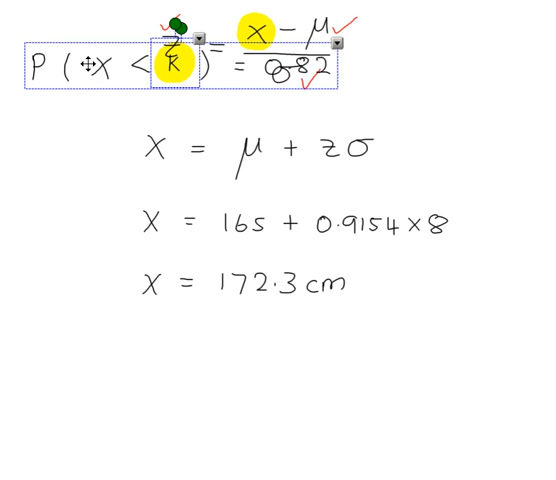 z = x - μ / σ
P ( X < k ) = 0.82
X = μ + zσ
X = 165 + 0.9154 × 8
X = 172.3 cm